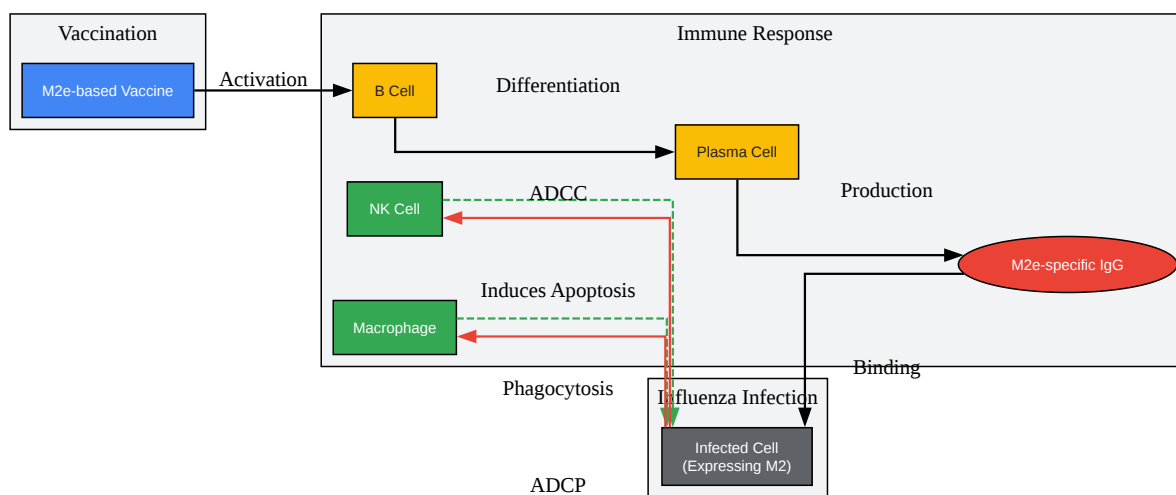 Vaccination
Immune Response
M2e-based Vaccine
Activation
B Cell
Differentiation
Plasma Cell
NK Cell
ADCC
Production
M2e-specific IgG
Induces Apoptosis
Macrophage
Binding
Phagocytosis
Influenza Infection
Infected Cell
(Expressing M2)
ADCP